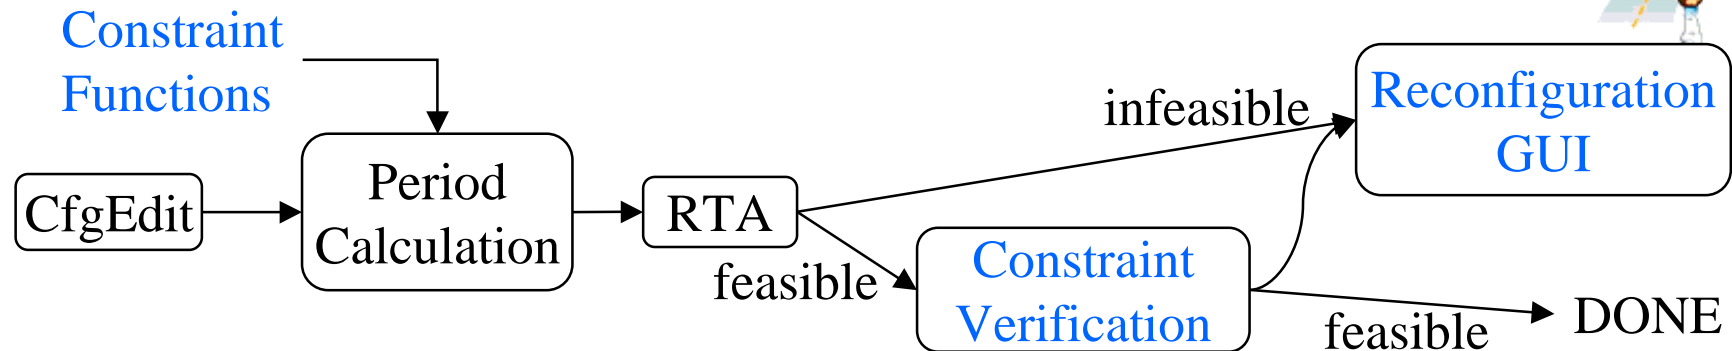 Constraint
Functions
CfgEdit
Period
Calculation
RTA
infeasible
feasible
Reconfiguration
GUI
Constraint
Verification
feasible
DONE